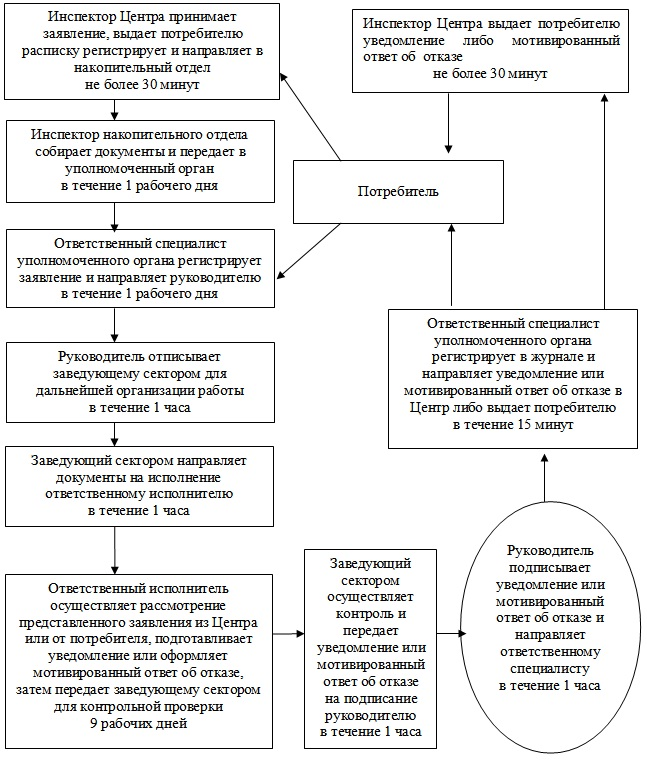 Инспектор Центра принимает
заявление, выдает потребителю
расписку регистрирует и направляет в
накопительный отдел
не более 30 минут
Инспектор Центра выдает потребителю
уведомление либо мотивированный
ответ об отказе
не более 30 минут
Инспектор накопительного отдела
собирает документы и передает в
уполномоченный орган
в течение 1 рабочего дня
Потребитель
Ответственный специалист
уполномоченного органа регистрирует
заявление и направляет руководителю
в течение 1 рабочего дня
Ответственный специалист
уполномоченного органа
регистрирует в журнале и
направляет уведомление или
мотивированный ответ об отказе в
Центр либо выдает потребителю
в течение 15 минут
Руководитель отписывает
заведующему сектором для
дальнейшей организации работы
в течение 1 часа
Заведующий сектором направляет
документы на исполнение
ответственному исполнителю
в течение 1 часа
Ответственный исполнитель
осуществляет рассмотрение
представленного заявления из Центра
или от потребителя, подготавливает
уведомление или оформляет
мотивированный ответ об отказе,
затем передает заведующему сектором
для контрольной проверки
9 рабочих дней
Заведующий
сектором
осуществляет
контроль и
передает
уведомление или
мотивированный
ответ об отказе
на подписание
руководителю
в течение 1 часа
Руководитель
подписывает
уведомление или
мотивированный
ответ об отказе и
направляет
ответственному
специалисту
в течение 1 часа